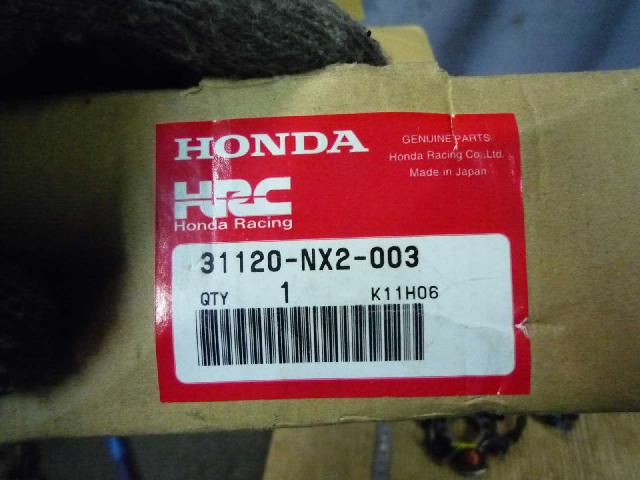 HONDA
GENUINE PARTS
Honda Racing Co.,Ltd.
Made in Japan
HRC
Honda Racing
31120-NX2-003
QTY 1 K11H06